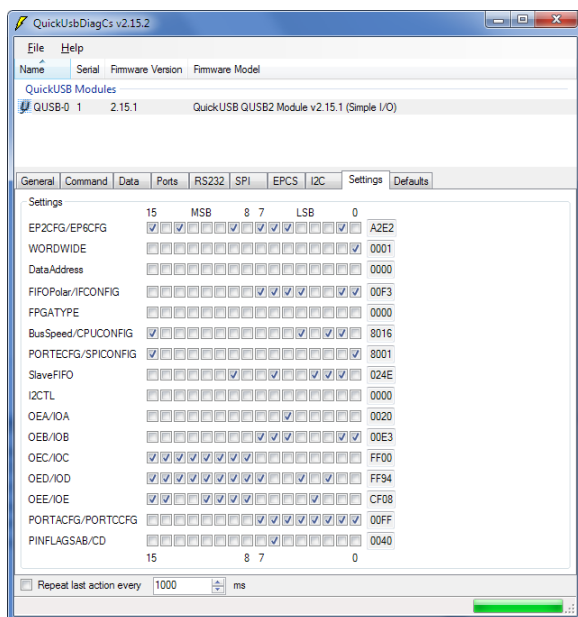 QuickUsbDiagCs v2.15.2
File Help
Name Serial Firmware Version Firmware Model
QuickUSB Modules
QUSB-0 1 2.15.1 QuickUSB QUSB2 Module v2.15.1 (Simple I/O)
General Command Data Ports RS232 SPI EPCS I2C Settings Defaults
Settings
15 MSB 8 7 LSB 0
EP2CFG/EP6CFG A2E2
WORDWIDE 0001
DataAddress 0000
FIFOPolar/IFCONFIG 00F3
FPGATYPE 0000
BusSpeed/CPUCONFIG 8016
PORTECFG/SPICONFIG 8001
SlaveFIFO 024E
I2CTL 0000
OEA/IOA 0020
OEB/IOB 00E3
OEC/IOC FF00
OED/IOD FF94
OEE/IOE CF08
PORTACFG/PORTCCFG 00FF
PINFLAGSAB/CD 0040
15 8 7 0
Repeat last action every 1000 ms